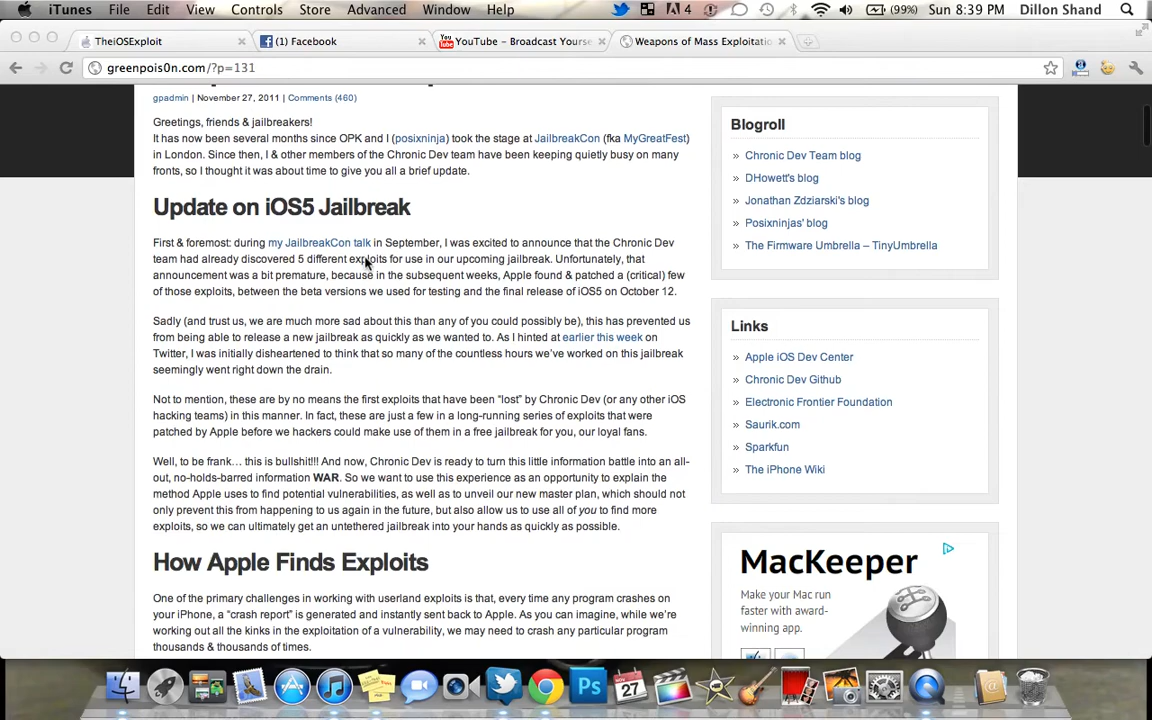 iTunes File Edit View Controls Store Advanced Window Help 4 (99%) Sun 8:39 PM Dillon Shand
TheiOSExploit (1) Facebook YouTube - Broadcast Yourse Weapons of Mass Exploitatio
greenpois0n.com/?p=131
gpadmin | November 27, 2011 | Comments (460)
Greetings, friends & jailbreakers!
It has now been several months since OPK and I (posixninja) took the stage at JailbreakCon (fka MyGreatFest)
in London. Since then, I & other members of the Chronic Dev team have been keeping quietly busy on many
fronts, so I thought it was about time to give you all a brief update.
Update on iOS5 Jailbreak
First & foremost: during my JailbreakCon talk in September, I was excited to announce that the Chronic Dev
team had already discovered 5 different exploits for use in our upcoming jailbreak. Unfortunately, that
announcement was a bit premature, because in the subsequent weeks, Apple found & patched a (critical) few
of those exploits, between the beta versions we used for testing and the final release of iOS5 on October 12.
Sadly (and trust us, we are much more sad about this than any of you could possibly be), this has prevented us
from being able to release a new jailbreak as quickly as we wanted to. As I hinted at earlier this week on
Twitter, I was initially disheartened to think that so many of the countless hours we've worked on this jailbreak
seemingly went right down the drain.
Not to mention, these are by no means the first exploits that have been "lost" by Chronic Dev (or any other iOS
hacking teams) in this manner. In fact, these are just a few in a long-running series of exploits that were
patched by Apple before we hackers could make use of them in a free jailbreak for you, our loyal fans.
Well, to be frank… this is bullshit!!! And now, Chronic Dev is ready to turn this little information battle into an all-
out, no-holds-barred information WAR. So we want to use this experience as an opportunity to explain the
method Apple uses to find potential vulnerabilities, as well as to unveil our new master plan, which should not
only prevent this from happening to us again in the future, but also allow us to use all of you to find more
exploits, so we can ultimately get an untethered jailbreak into your hands as quickly as possible.
How Apple Finds Exploits
One of the primary challenges in working with userland exploits is that, every time any program crashes on
your iPhone, a "crash report" is generated and instantly sent back to Apple. As you can imagine, while we're
working out all the kinks in the exploitation of a vulnerability, we may need to crash any particular program
thousands & thousands of times.
Blogroll
» Chronic Dev Team blog
» DHowett's blog
» Jonathan Zdziarski's blog
» Posixninjas' blog
» The Firmware Umbrella – TinyUmbrella
Links
» Apple iOS Dev Center
» Chronic Dev Github
» Electronic Frontier Foundation
» Saurik.com
» Sparkfun
» The iPhone Wiki
MacKeeper
Make your Mac run
faster with award-
winning app.
Ps
NOV
27